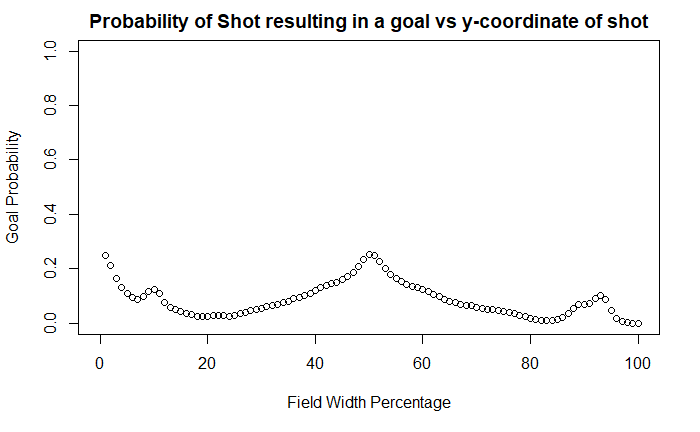 Probability of Shot resulting in a goal vs y-coordinate of shot
1.0
0.8
0.6
0.4
0.2
0.0
Goal Probability
0 20 40 60 80 100
Field Width Percentage